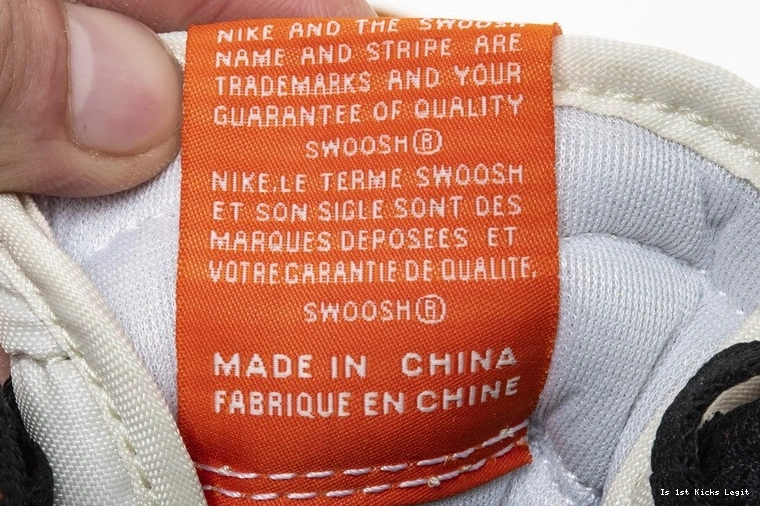 NIKE AND THE SWOOSH
NAME AND STRIPE ARE
TRADEMARKS AND YOUR
GUARANTEE OF QUALITY
SWOOSH®
NIKE.LE TERME SWOOSH
ET SON SIGLE SONT DES
MARQUES DEPOSEES ET
VOTRE GARANTIE DE QUALITE.
SWOOSH®
MADE IN CHINA
FABRIQUE EN CHINE
Is 1st Kicks Legit